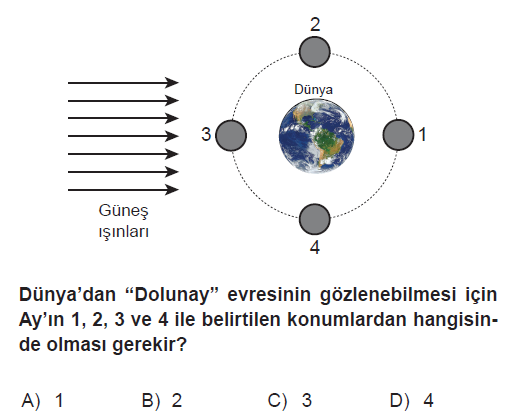 2
Dünya
3
1
Güneş
ışınları
4
Dünya’dan “Dolunay” evresinin gözlenebilmesi için
Ay’ın 1, 2, 3 ve 4 ile belirtilen konumlardan hangisin-
de olması gerekir?
A) 1 B) 2 C) 3 D) 4